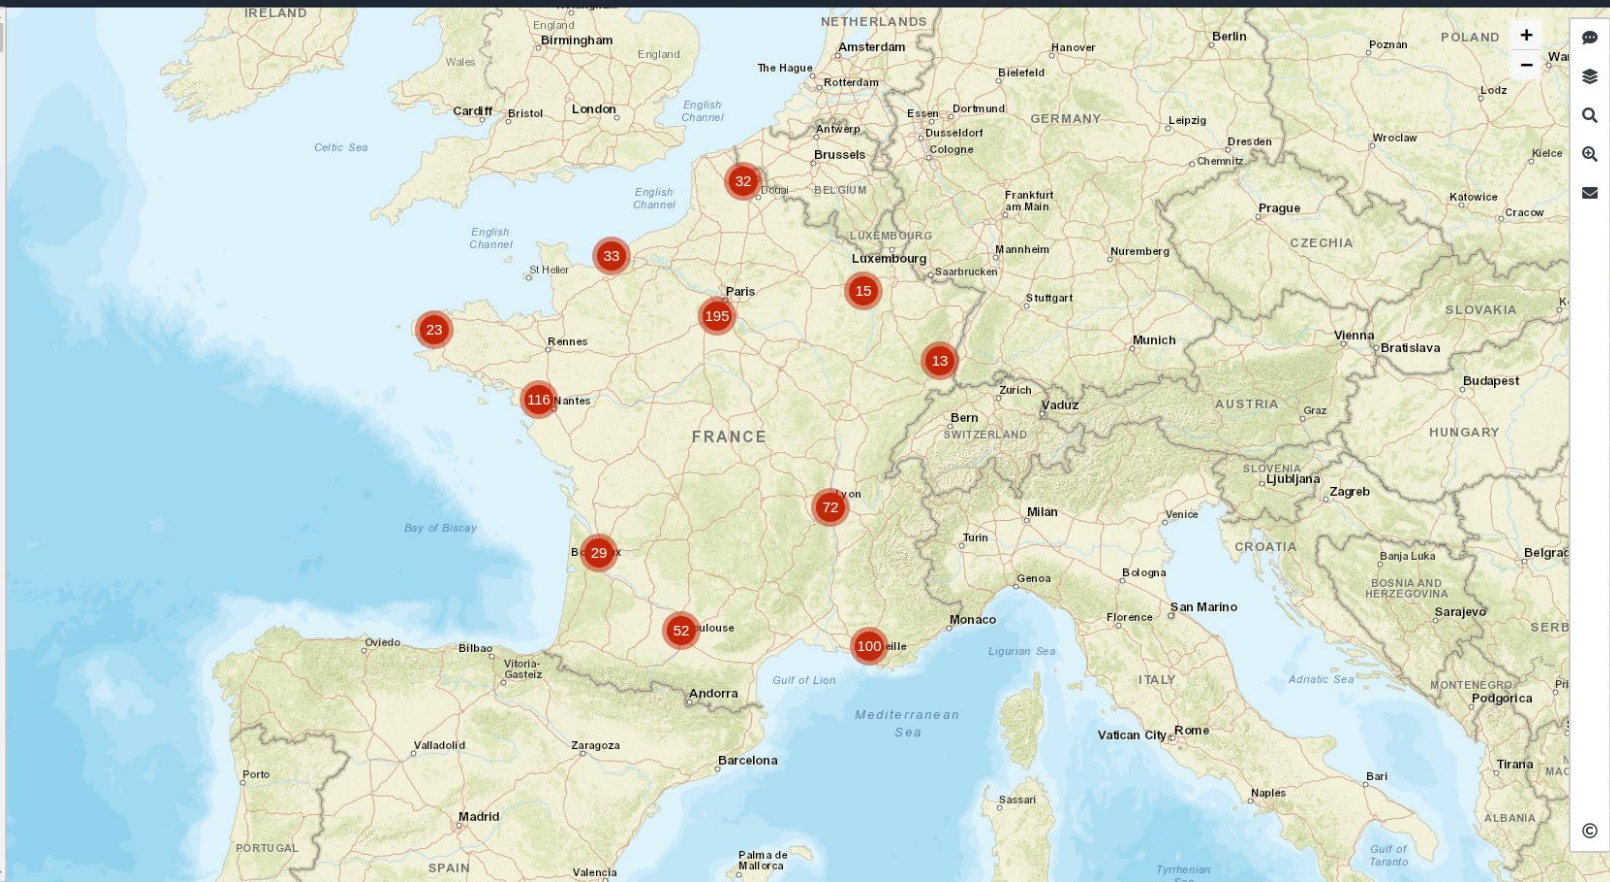 IRELAND
England
Birmingham
England
Wales
NETHERLANDS
Amsterdam
The Hague
Rotterdam
Hanover
Berlin
Poznan
POLAND
+
−
Bielefeld
Lodz
Cardiff
Bristol
London
English
Channel
Essen
Dortmund
GERMANY
Leipzig
Antwerp
Dusseldorf
Cologne
Dresden
Wroclaw
Celtic Sea
Brussels
Chemnitz
Kielce
32
Douai
BELGIUM
English
Channel
Frankfurt
am Main
Prague
Katowice
Cracow
English
Channel
LUXEMBOURG
Luxembourg
Mannheim
Nuremberg
CZECHIA
33
St Helier
Saarbrucken
Paris
15
Stuttgart
195
SLOVAKIA
23
Rennes
Munich
Vienna
Bratislava
13
Budapest
116
Nantes
Zurich
Vaduz
AUSTRIA
Graz
Bern
SWITZERLAND
FRANCE
HUNGARY
SLOVENIA
Ljubljana
Zagreb
72
yon
Milan
Venice
Bay of Biscay
Turin
CROATIA
29
Banja Luka
Belgrac
Genoa
Bologna
BOSNIA AND
HERZEGOVINA
Florence
San Marino
Sarajevo
Monaco
52
ulouse
SERB
100
eille
Oviedo
Bilbao
Vitoria-
Gasteiz
Ligurian Sea
Gulf of Lion
ITALY
Adriatic Sea
MONTENEGRO
Podgorica
Andorra
Mediterranean
Sea
Vatican City
Rome
Valladolid
Zaragoza
Barcelona
Tirana
Porto
Bari
Sassari
Naples
Madrid
ALBANIA
PORTUGAL
SPAIN
Palma de
Mallorca
Valencia
Gulf of
Taranto
Tyrrhenian
©